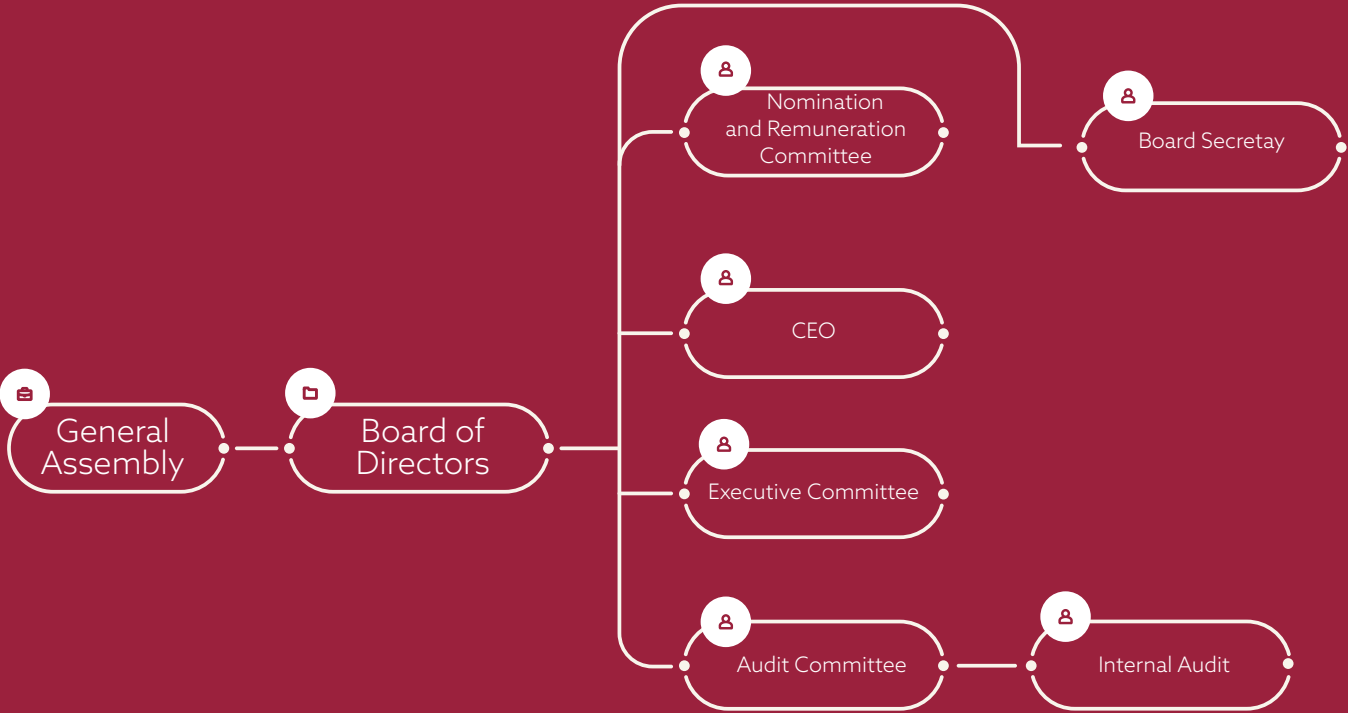 General
Assembly
Board of
Directors
Nomination
and Remuneration
Committee
Board Secretay
CEO
Executive Committee
Audit Committee
Internal Audit